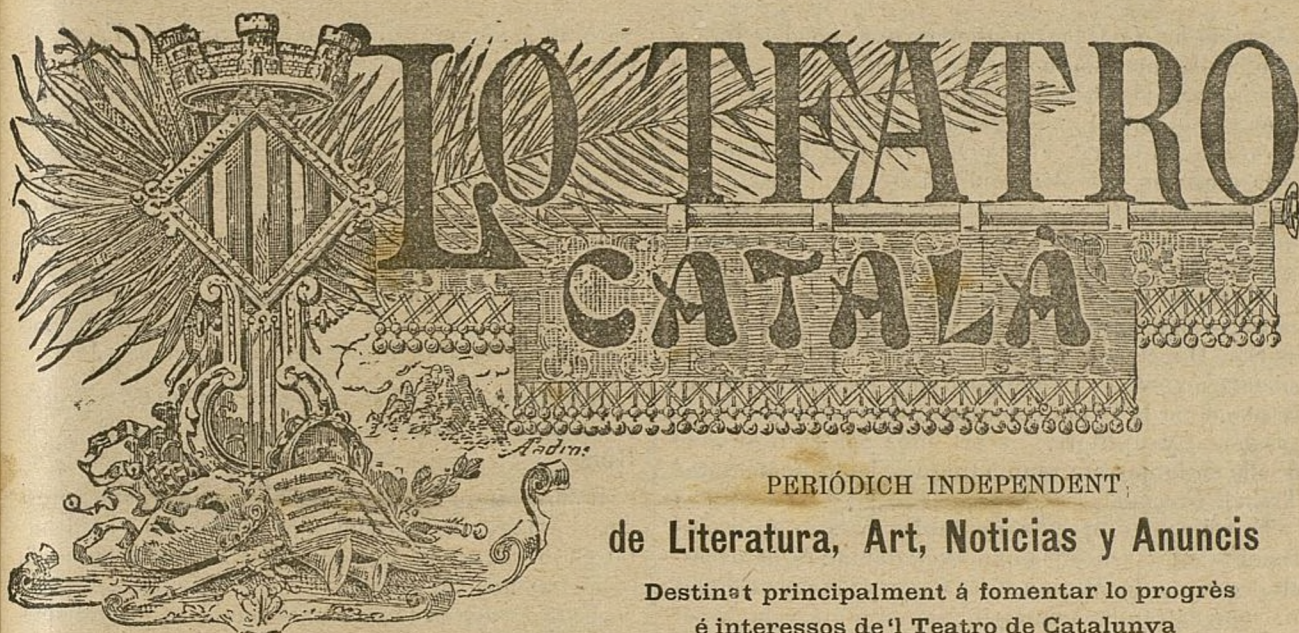 LO TEATRO
CATALÁ
PERIÓDICH INDEPENDENT
de Literatura, Art, Noticias y Anuncis
Destinat principalment á fomentar lo progrès
é interessos de'l Teatro de Catalunya